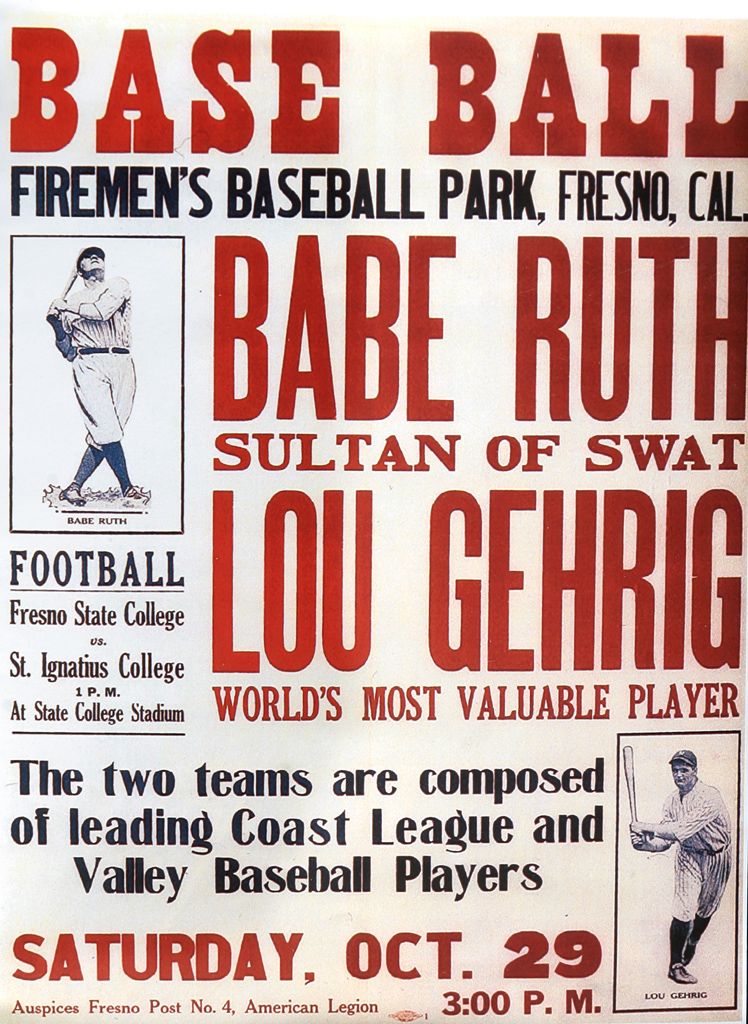 BASE BALL
FIREMEN'S BASEBALL PARK, FRESNO, CAL.
BABE RUTH
SULTAN OF SWAT
LOU GEHRIG
WORLD'S MOST VALUABLE PLAYER
BABE RUTH
FOOTBALL
Fresno State College
vs.
St. Ignatius College
1 P. M.
At State College Stadium
The two teams are composed
of leading Coast League and
Valley Baseball Players
LOU GEHRIG
SATURDAY, OCT. 29
3:00 P. M.
Auspices Fresno Post No. 4, American Legion
1